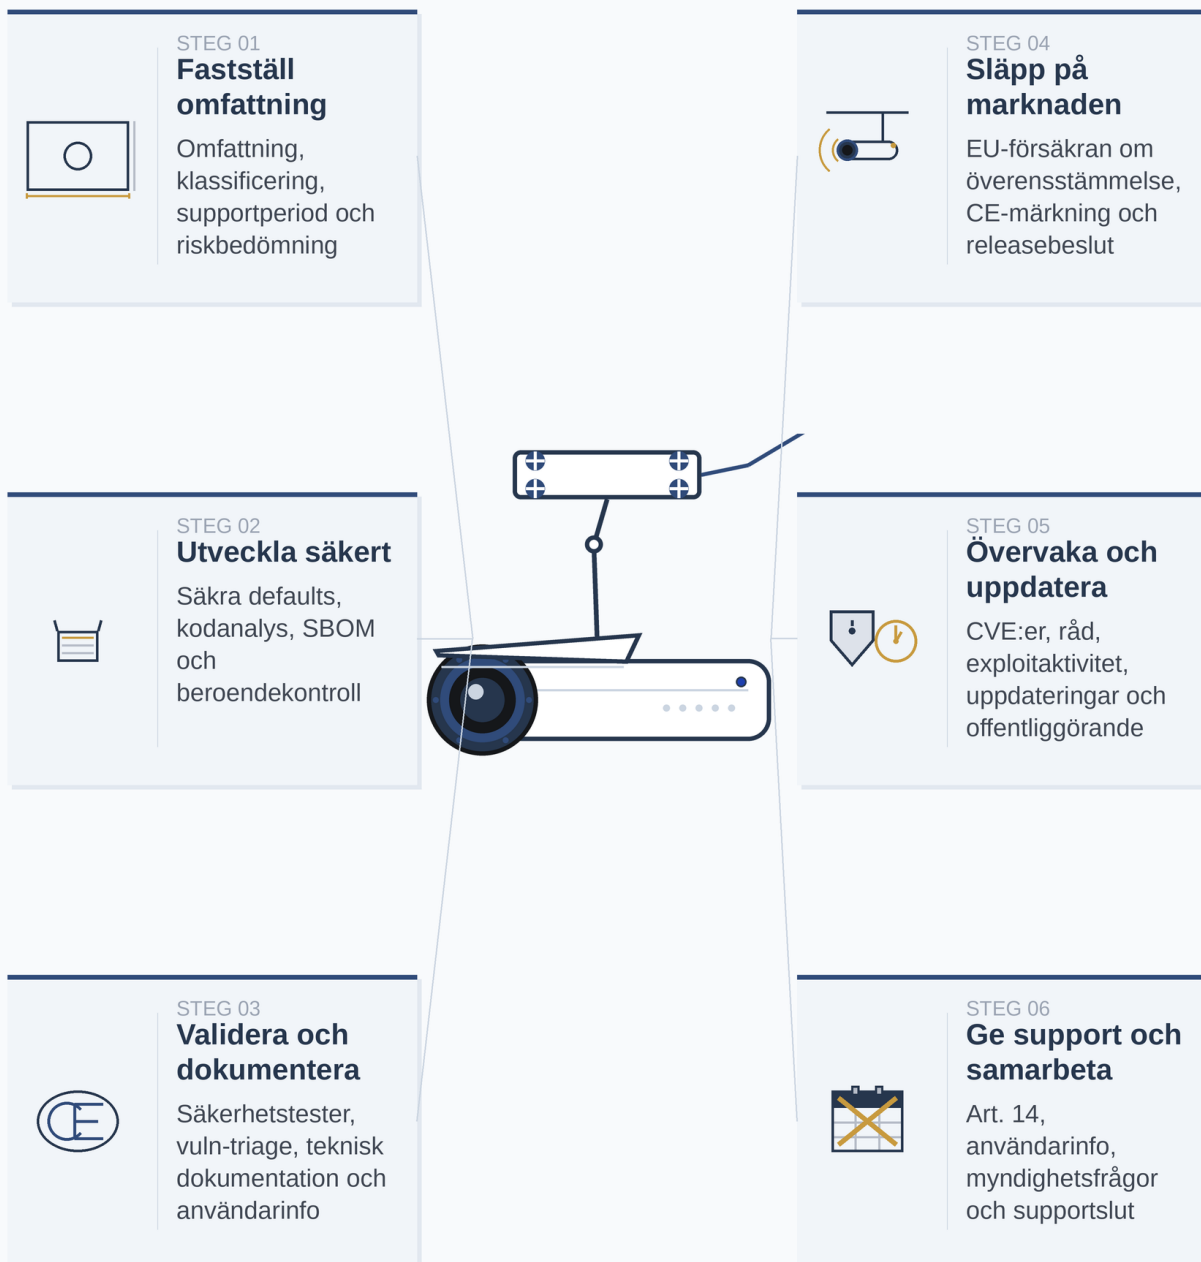 STEG 01
Fastställ
omfattning
Omfattning,
klassificering,
supportperiod och
riskbedömning
STEG 02
Utveckla säkert
Säkra defaults,
kodanalys, SBOM
och
beroendekontroll
STEG 03
Validera och
dokumentera
Säkerhetstester,
vuln-triage, teknisk
dokumentation och
användarinfo
STEG 04
Släpp på
marknaden
EU-försäkran om
överensstämmelse,
CE-märkning och
releasebeslut
STEG 05
Övervaka och
uppdatera
CVE:er, råd,
exploitaktivitet,
uppdateringar och
offentliggörande
STEG 06
Ge support och
samarbeta
Art. 14,
användarinfo,
myndighetsfrågor
och supportslut
CE